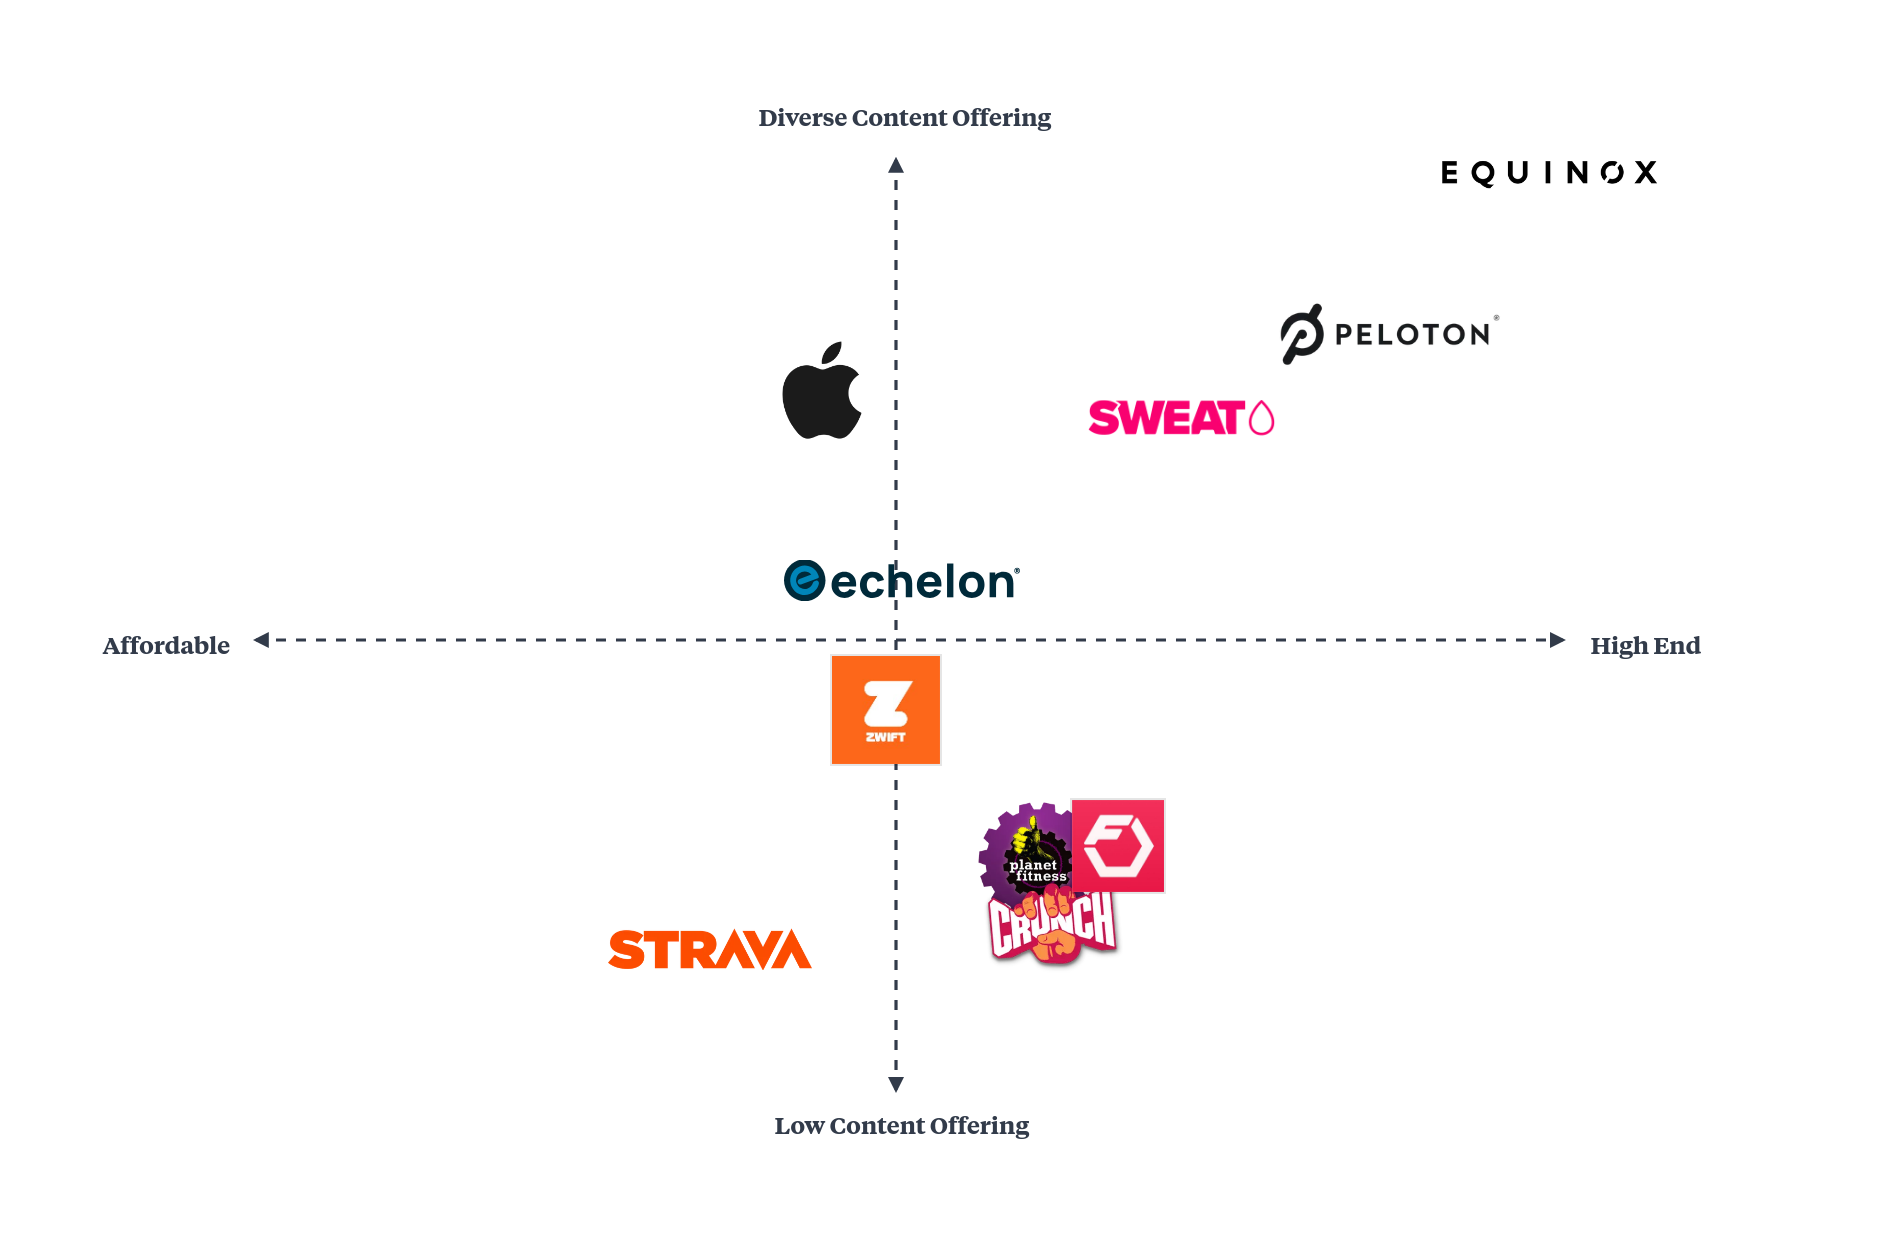 Diverse Content Offering
EQUINOX
PELOTON®
SWEAT
echelon®
Affordable
High End
ZWIFT
planet
fitness®
CRUNCH
STRAVA
Low Content Offering